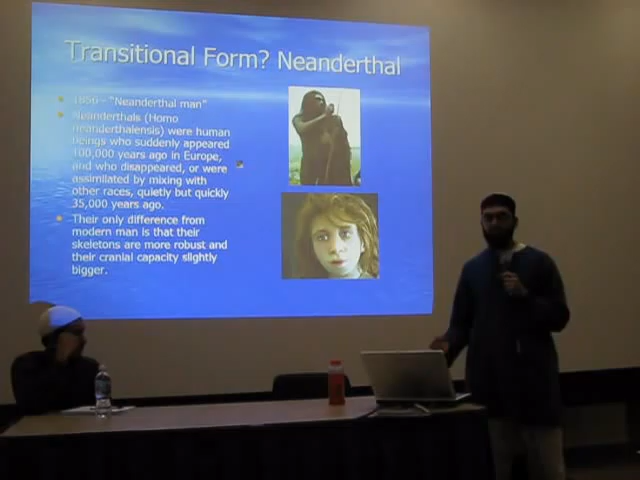 Transitional Form? Neanderthal
1856– "Neanderthal man"
Neanderthals (Homo
neanderthalensis) were human
beings who suddenly appeared
100,000 years ago in Europe,
and who disappeared, or were
assimilated by mixing with
other races, quietly but quickly
35,000 years ago.
Their only difference from
modern man is that their
skeletons are more robust and
their cranial capacity slightly
bigger.